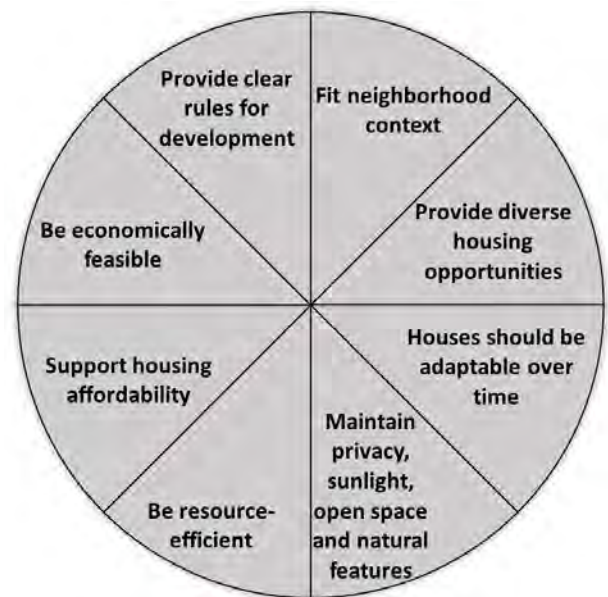 Provide clear
rules for
development
Fit neighborhood
context
Provide diverse
housing
opportunities
Houses should be
adaptable over
time
Maintain
privacy,
sunlight,
open space
and natural
features
Be resource-
efficient
Support housing
affordability
Be economically
feasible